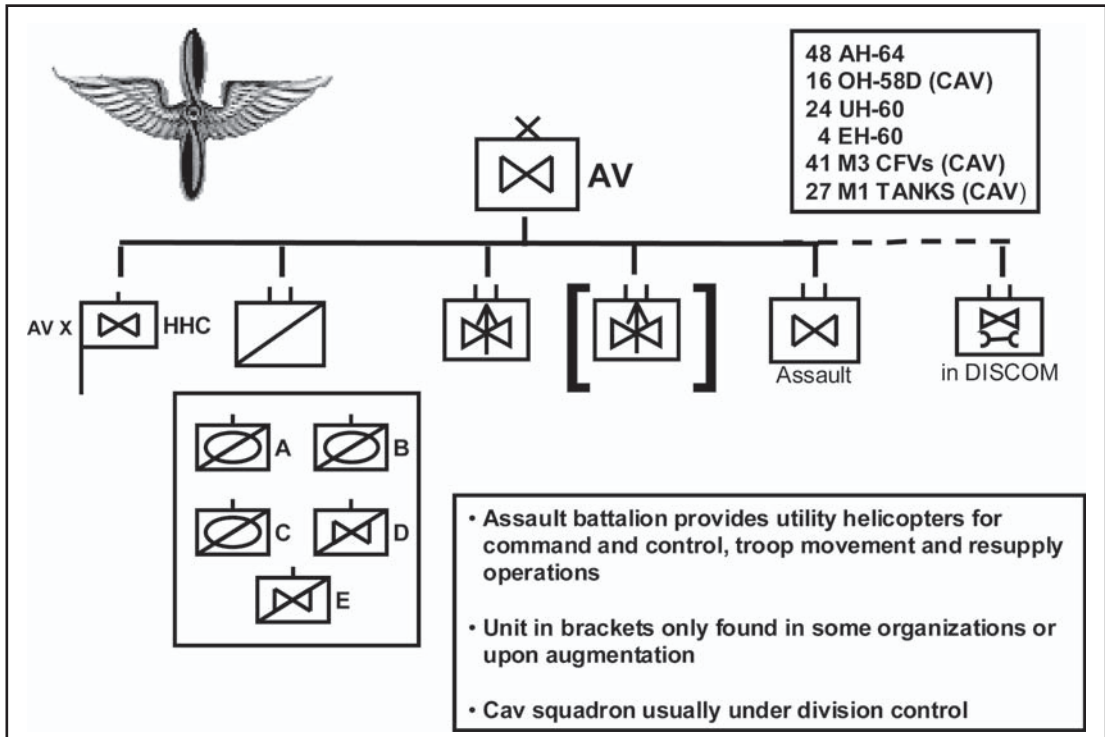 48 AH-64
16 OH-58D (CAV)
24 UH-60
4 EH-60
41 M3 CFVs (CAV)
27 M1 TANKS (CAV)
AV
AV X
HHC
Assault
in DISCOM
A
B
C
D
E
• Assault battalion provides utility helicopters for
command and control, troop movement and resupply
operations
• Unit in brackets only found in some organizations or
upon augmentation
• Cav squadron usually under division control